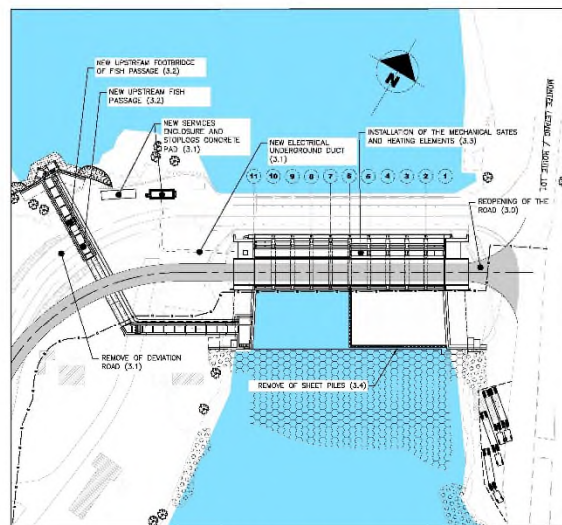 NEW UPSTREAM FOOTBRIDGE
OF FISH PASSAGE (3.2)
NEW UPSTREAM FISH
PASSAGE (3.2)
NEW SERVICES
ENCLOSURE AND
STOPLOGS CONCRETE
PAD (3.1)
NEW ELECTRICAL
UNDERGROUND DUCT
(3.1)
N
INSTALLATION OF THE MECHANICAL GATES
AND HEATING ELEMENTS (3.3)
11 10 9 8 7 6 5 4 3 2 1
REOPENING OF THE
ROAD (3.0)
REMOVE OF DEVIATION
ROAD (3.1)
REMOVE OF SHEET PILES (3.4)